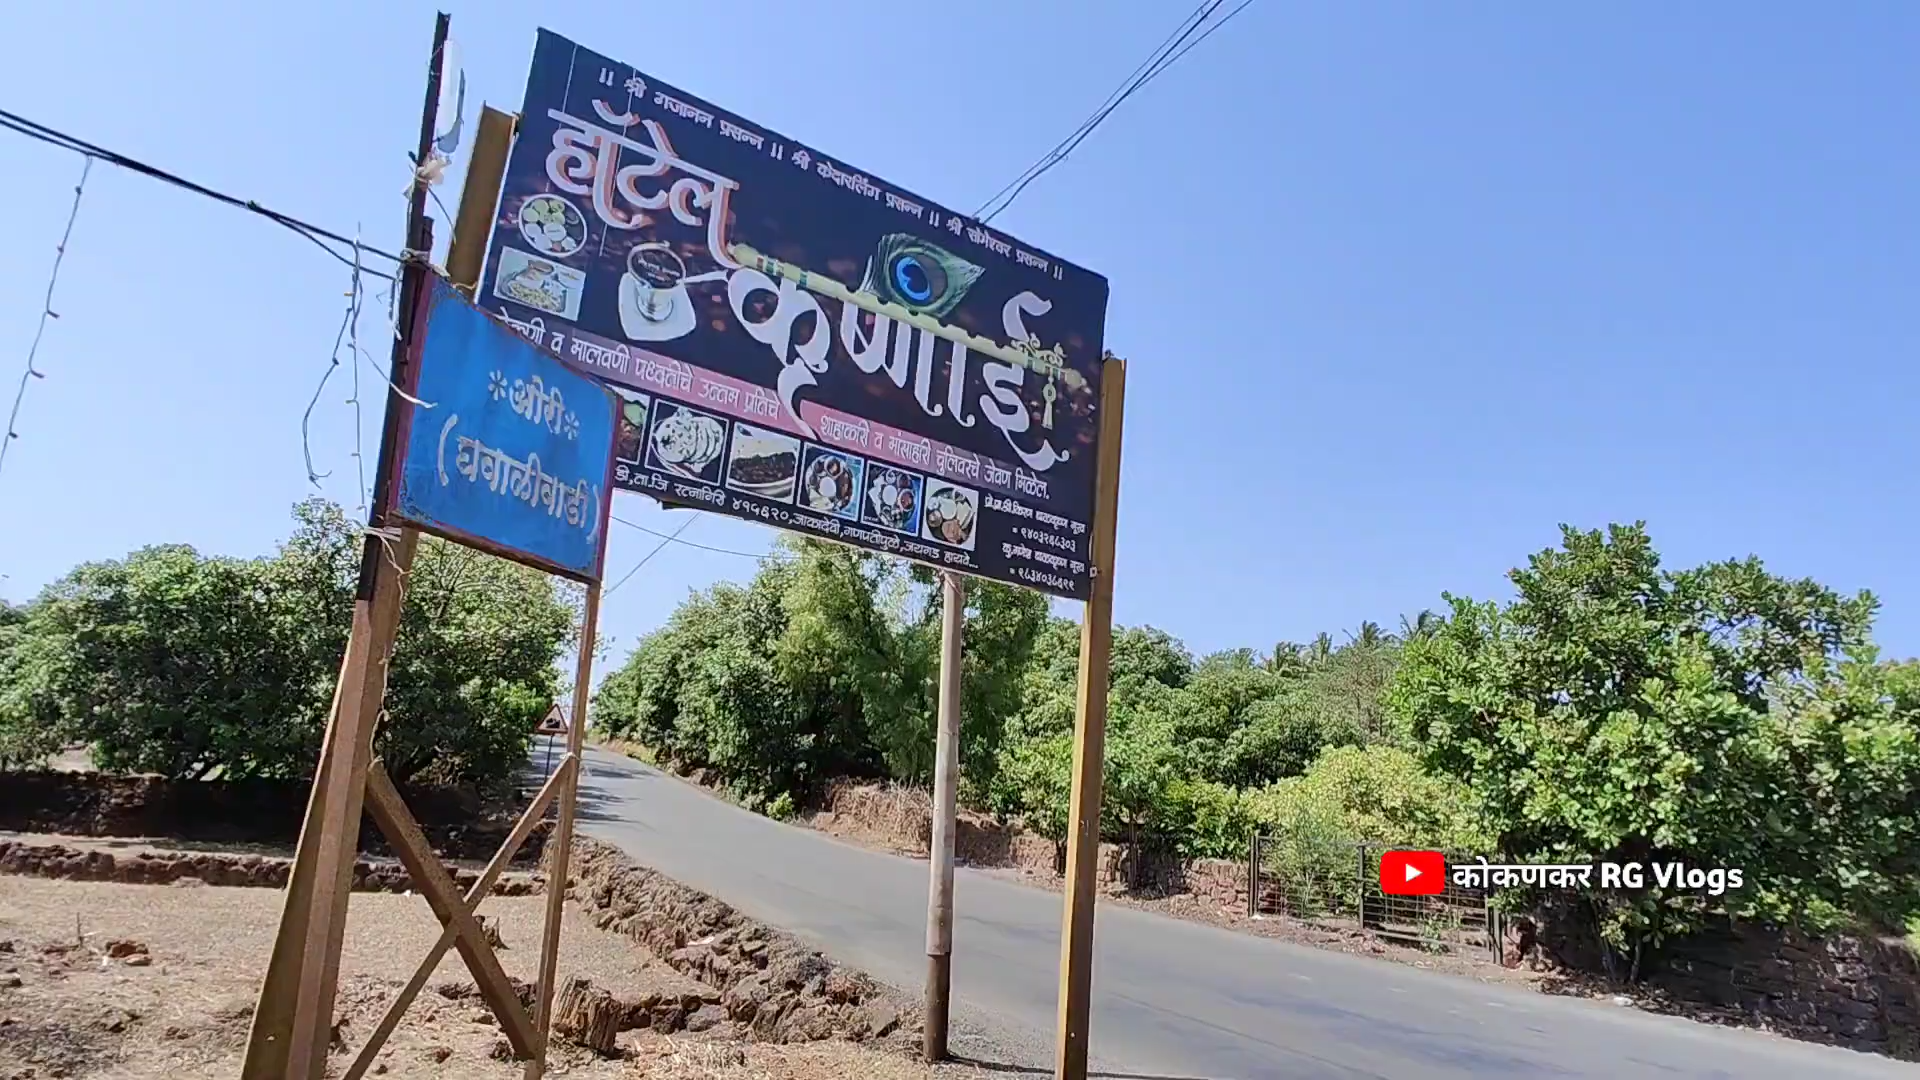 ॥ श्री गजानन प्रसन्न ॥ श्री केदारलिंग प्रसन्न ॥ श्री सोमेश्वर प्रसन्न ॥
हॉटेल
कृष्णाई
व मालवणी पध्दतीचे उत्तम प्रतिचे शाहाकारी व मांसाहारी चुलिवरचे जेवण मिळेल.
ता.जि रत्नागिरी ४१५६२०,जाकादेवी,गणपतीपुळे,जयगड हायवे...
*ओरी*
(घवाळीवाडी)
कोकणकर RG Vlogs